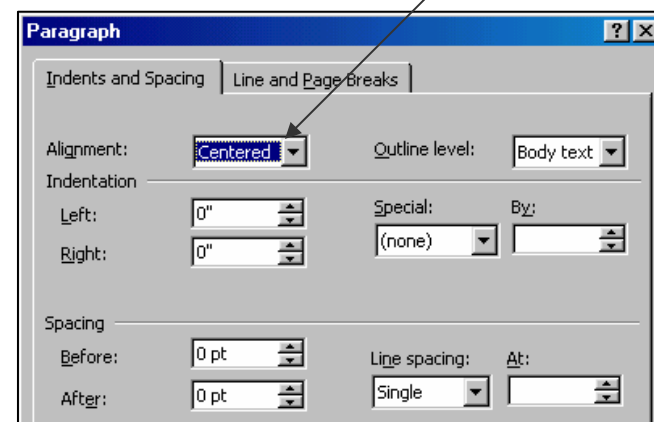 Paragraph
Indents and Spacing Line and Page Breaks
Alignment: Centered Outline level: Body text
Indentation
Left: 0" Special: By:
Right: 0" (none)
Spacing
Before: 0 pt Line spacing: At:
After: 0 pt Single